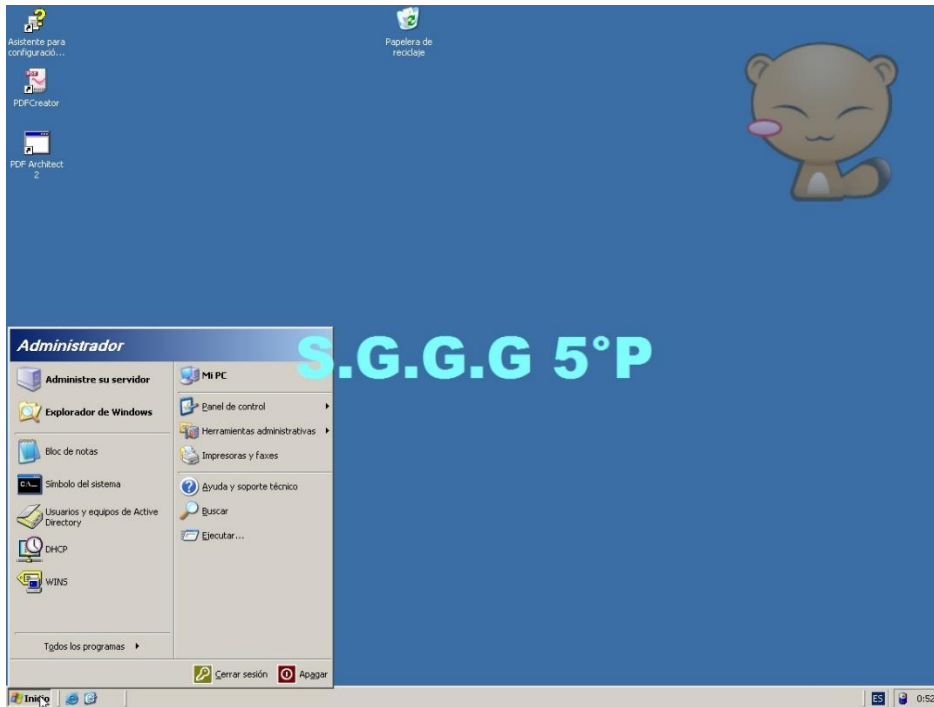 Asistente para
configuració...
PDFCreator
PDF Architect
2
Papelera de
reciclaje
S.G.G.G 5°P
Administrador
Administre su servidor
Explorador de Windows
Bloc de notas
Símbolo del sistema
Usuarios y equipos de Active
Directory
DHCP
WINS
Todos los programas
Mi PC
Panel de control
Herramientas administrativas
Impresoras y faxes
Ayuda y soporte técnico
Buscar
Ejecutar...
Cerrar sesión
Apagar
Inicio
ES
0:52